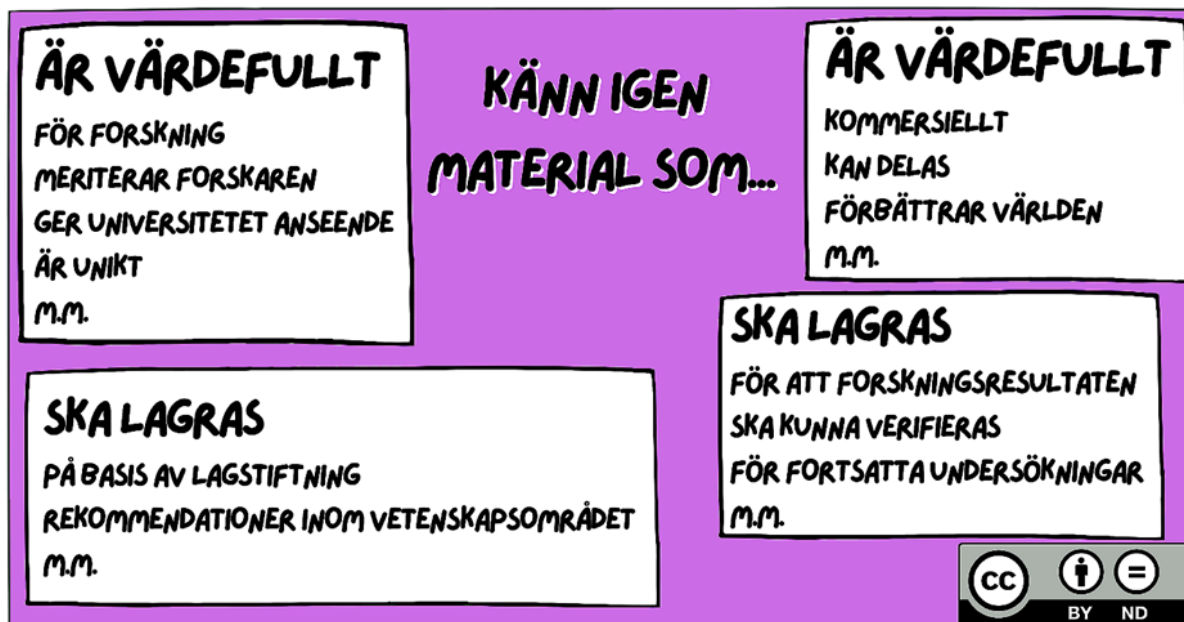 ÄR VÄRDEFULLT
FÖR FORSKNING
MERITERAR FORSKAREN
GER UNIVERSITETET ANSEENDE
ÄR UNIKT
M.M.
KÄNN IGEN
MATERIAL SOM...
ÄR VÄRDEFULLT
KOMMERSIELLT
KAN DELAS
FÖRBÄTTRAR VÄRLDEN
M.M.
SKA LAGRAS
PÅ BASIS AV LAGSTIFTNING
REKOMMENDATIONER INOM VETENSKAPSOMRÅDET
M.M.
SKA LAGRAS
FÖR ATT FORSKNINGSRESULTATEN
SKA KUNNA VERIFIERAS
FÖR FORTSATTA UNDERSÖKNINGAR
M.M.
CC
BY ND